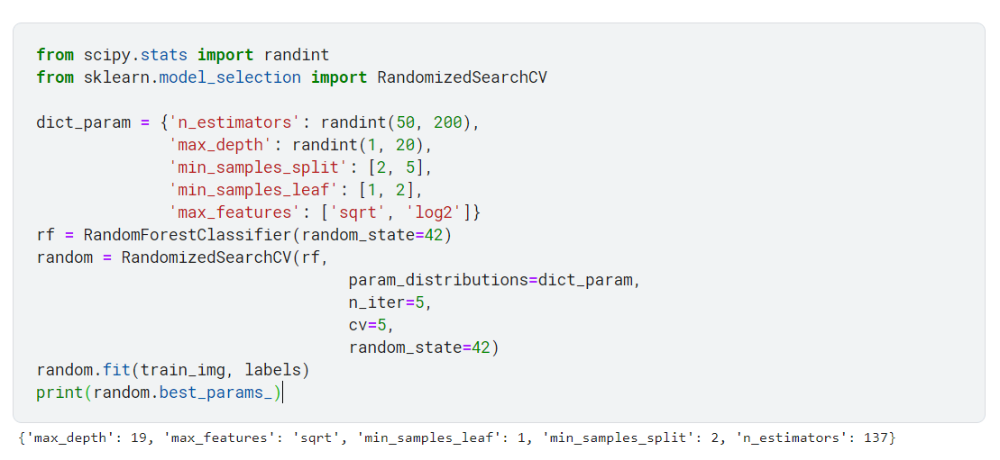 from scipy.stats import randint
from sklearn.model_selection import RandomizedSearchCV
dict_param = {'n_estimators': randint(50, 200),
'max_depth': randint(1, 20),
'min_samples_split': [2, 5],
'min_samples_leaf': [1, 2],
'max_features': ['sqrt', 'log2']}
rf = RandomForestClassifier(random_state=42)
random = RandomizedSearchCV(rf,
param_distributions=dict_param,
n_iter=5,
cv=5,
random_state=42)
random.fit(train_img, labels)
print(random.best_params_)
{'max_depth': 19, 'max_features': 'sqrt', 'min_samples_leaf': 1, 'min_samples_split': 2, 'n_estimators': 137}